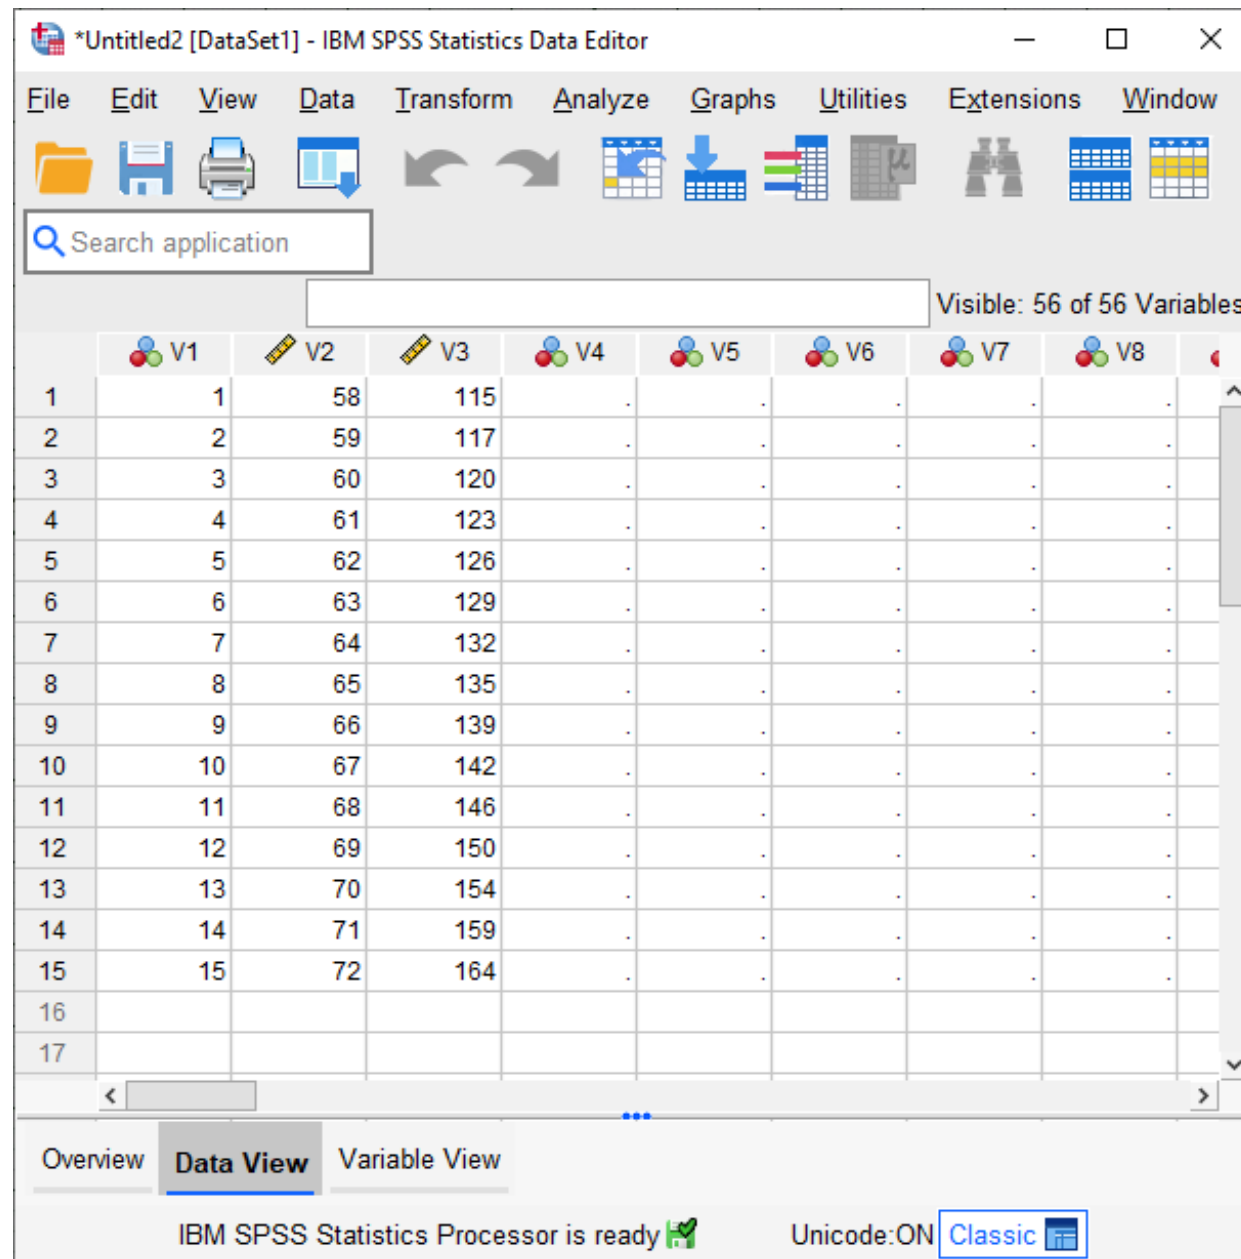 *Untitled2 [DataSet1] - IBM SPSS Statistics Data Editor
File Edit View Data Transform Analyze Graphs Utilities Extensions Window
μ
Search application
Visible: 56 of 56 Variables
V1 V2 V3 V4 V5 V6 V7 V8
1 1 58 115 . . . . .
2 2 59 117 . . . . .
3 3 60 120 . . . . .
4 4 61 123 . . . . .
5 5 62 126 . . . . .
6 6 63 129 . . . . .
7 7 64 132 . . . . .
8 8 65 135 . . . . .
9 9 66 139 . . . . .
10 10 67 142 . . . . .
11 11 68 146 . . . . .
12 12 69 150 . . . . .
13 13 70 154 . . . . .
14 14 71 159 . . . . .
15 15 72 164 . . . . .
16
17
Overview Data View Variable View
IBM SPSS Statistics Processor is ready Unicode:ON Classic